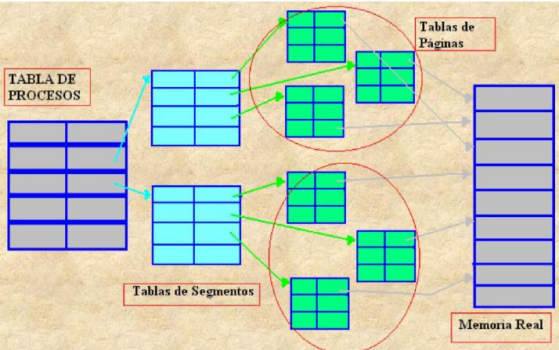 Tablas de
Páginas
TABLA DE
PROCESOS
Tablas de Segmentos
Memoria Real